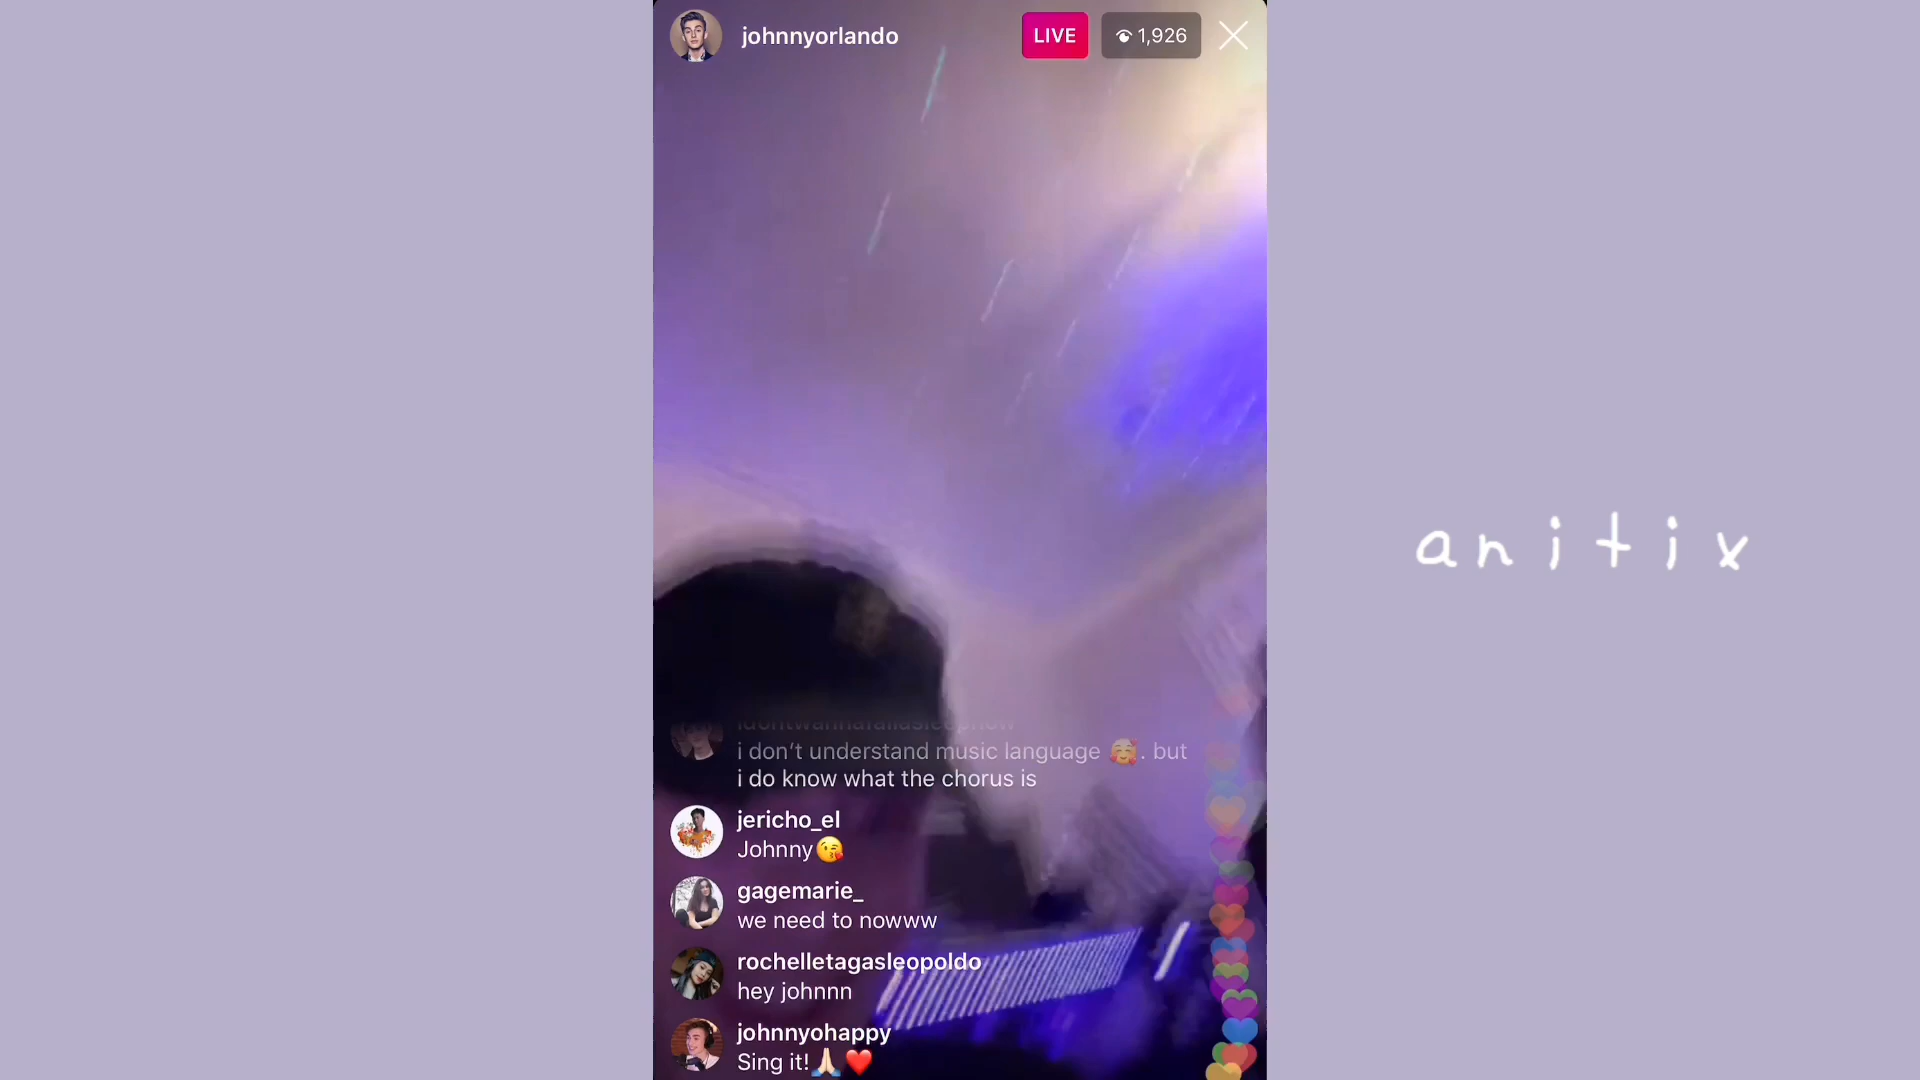 johnnyorlando
LIVE
1,926
idontwannafallasleepnow
i don’t understand music language 🥰. but
i do know what the chorus is
jericho_el
Johnny😘
gagemarie_
we need to nowww
rochelletagasleopoldo
hey johnnn
johnnyohappy
Sing it!🙏🏻❤️
anitix